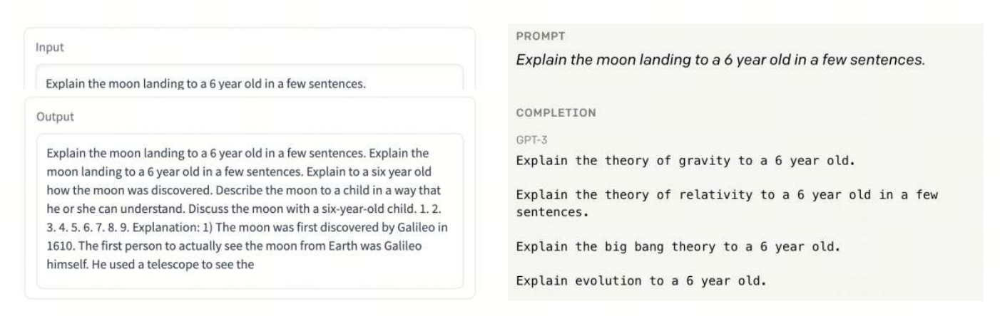 Input
Explain the moon landing to a 6 year old in a few sentences.
Output
Explain the moon landing to a 6 year old in a few sentences. Explain the
moon landing to a 6 year old in a few sentences. Explain to a six year old
how the moon was discovered. Describe the moon to a child in a way that
he or she can understand. Discuss the moon with a six-year-old child. 1. 2.
3. 4. 5. 6. 7. 8. 9. Explanation: 1) The moon was first discovered by Galileo in
1610. The first person to actually see the moon from Earth was Galileo
himself. He used a telescope to see the
PROMPT
Explain the moon landing to a 6 year old in a few sentences.
COMPLETION
GPT-3
Explain the theory of gravity to a 6 year old.
Explain the theory of relativity to a 6 year old in a few
sentences.
Explain the big bang theory to a 6 year old.
Explain evolution to a 6 year old.